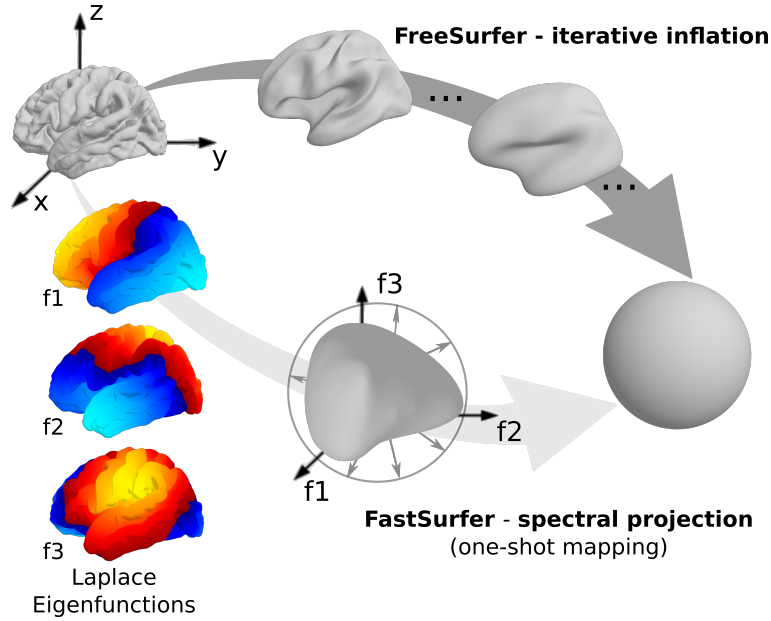 z
FreeSurfer - iterative inflation
...
y
...
x
f1
f3
f2
f2
f1
FastSurfer - spectral projection
(one-shot mapping)
f3
Laplace
Eigenfunctions